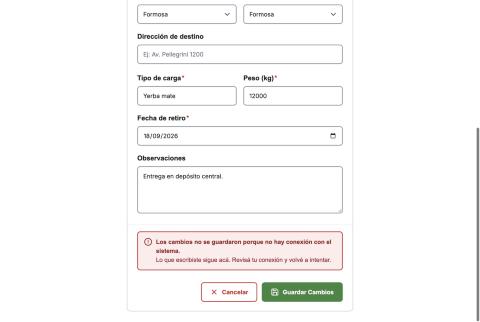 Formosa Formosa
Dirección de destino
Ej: Av. Pellegrini 1200
Tipo de carga* Peso (kg)*
Yerba mate 12000
Fecha de retiro*
18/09/2026
Observaciones
Entrega en depósito central.
Los cambios no se guardaron porque no hay conexión con el
sistema.
Lo que escribiste sigue acá. Revisá tu conexión y volvé a intentar.
Cancelar Guardar Cambios